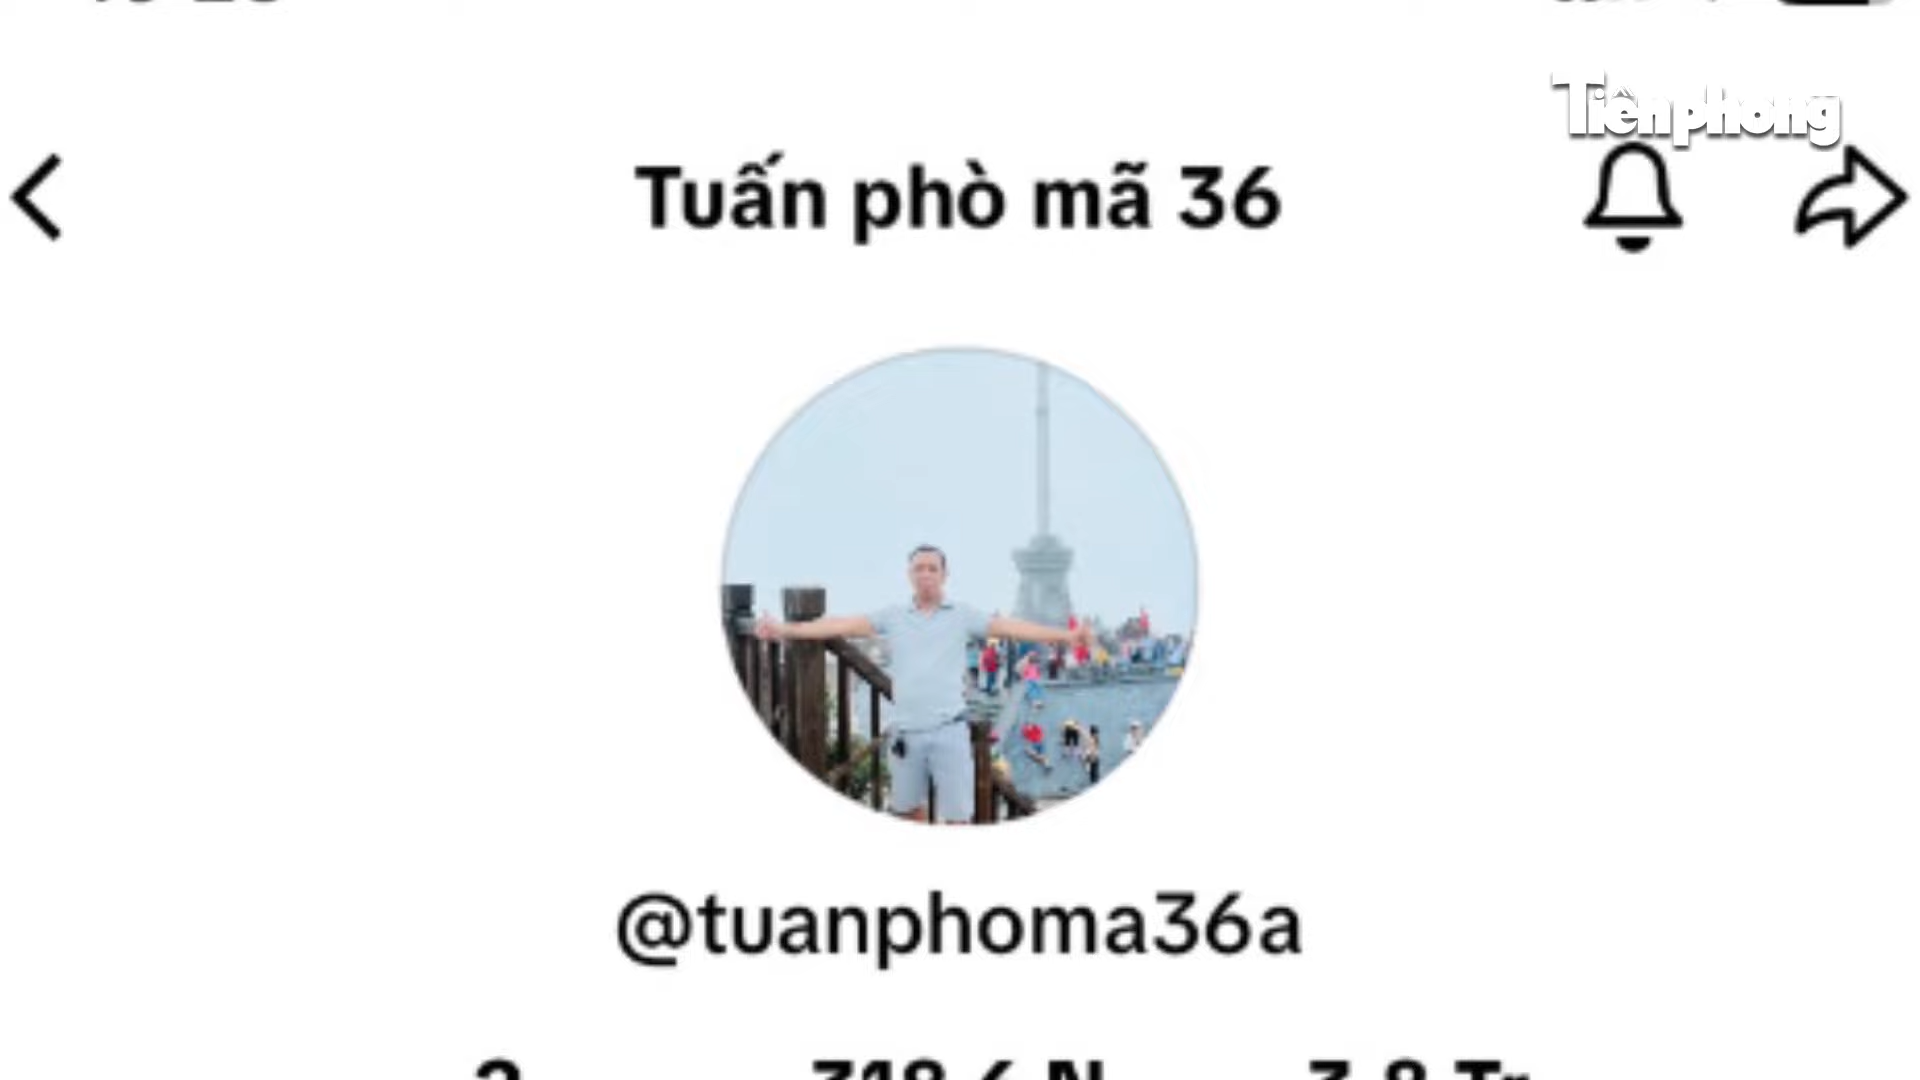 Tiền phong
Tuấn phò mã 36
@tuanphoma36a